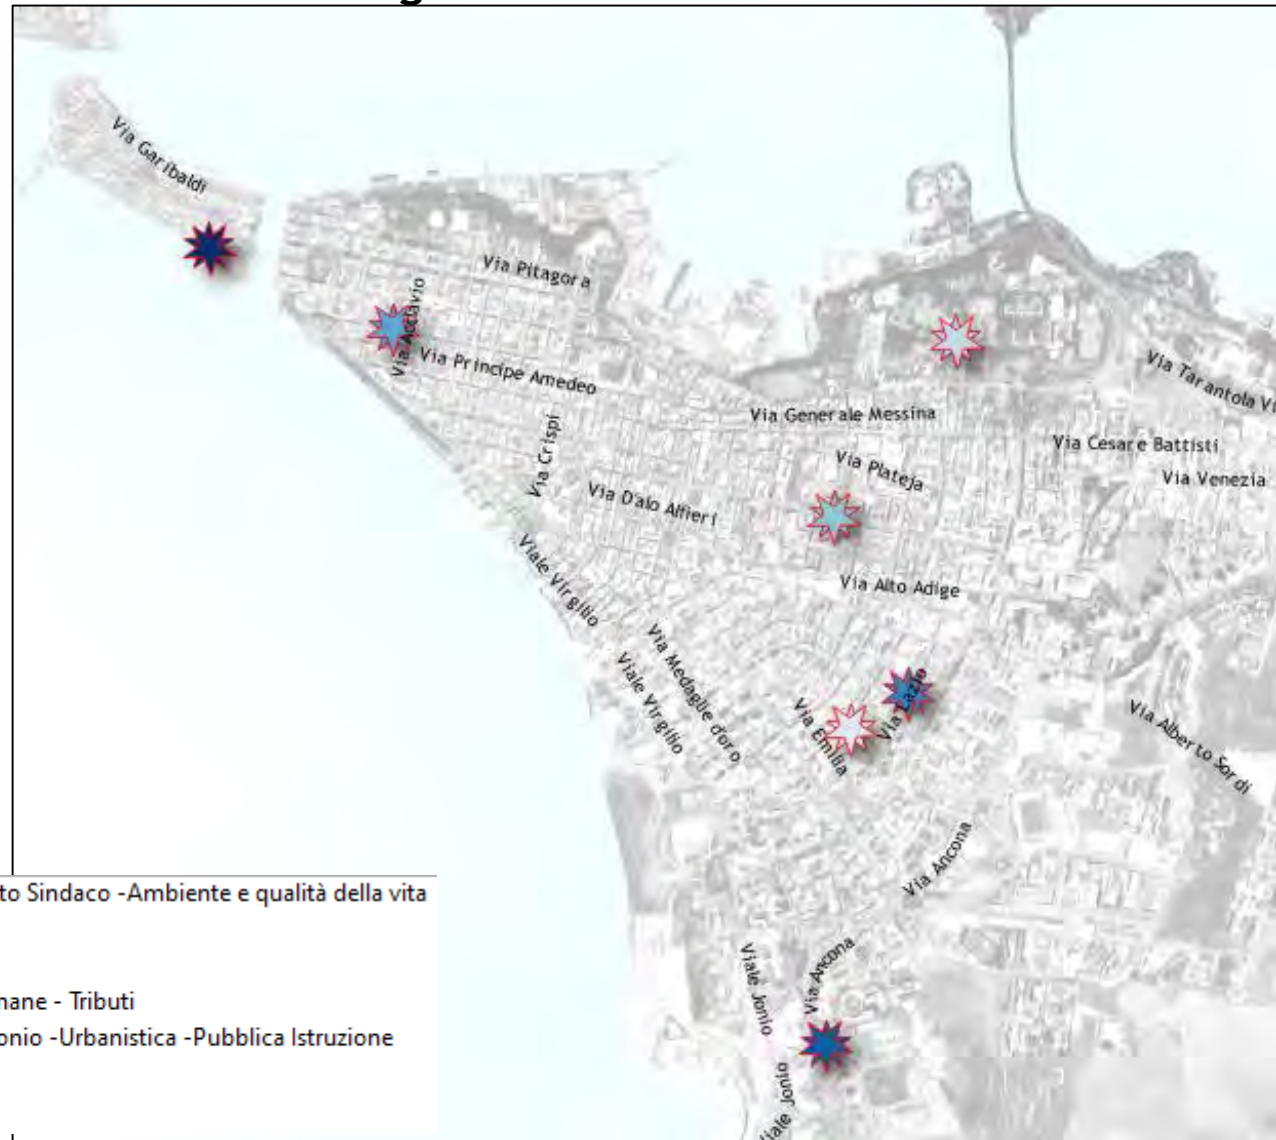 Via Garibaldi
Via Pitagora
Via Acclavio
Via Principe Amedeo
Via Generale Messina
Via Tarantola Vi
Via Cesare Battisti
Via Venezia
Via Crispi
Via Plateja
Via D'alo Alfieri
Viale Virgilio
Via Alto Adige
Via Medaglie d'oro
Viale Virgilio
Via Emilia
Via Lazio
Via Alberto Sordi
Via Ancona
to Sindaco -Ambiente e qualità della vita
Via Ancona
Viale Jonio
nane - Tributi
onio -Urbanistica -Pubblica Istruzione
iale Jonio